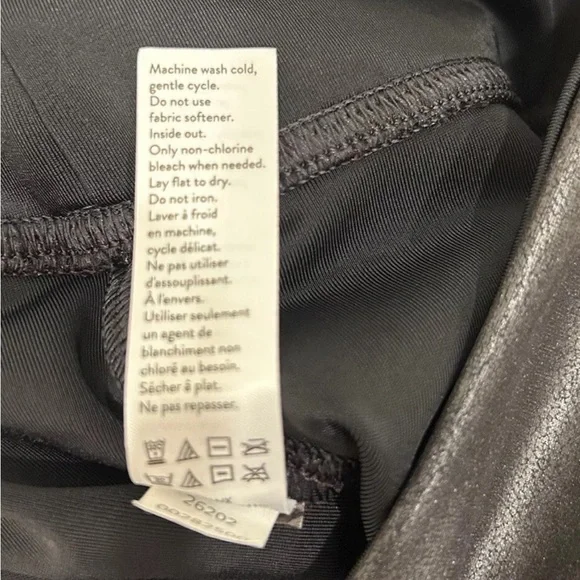 Machine wash cold,
gentle cycle.
Do not use
fabric softener.
Inside out.
Only non-chlorine
bleach when needed.
Lay flat to dry.
Do not iron.
Laver à froid
en machine,
cycle délicat.
Ne pas utiliser
d'assouplissant.
À l'envers.
Utiliser seulement
un agent de
blanchiment non
chloré au besoin.
Sécher à plat.
Ne pas repasser.
26202